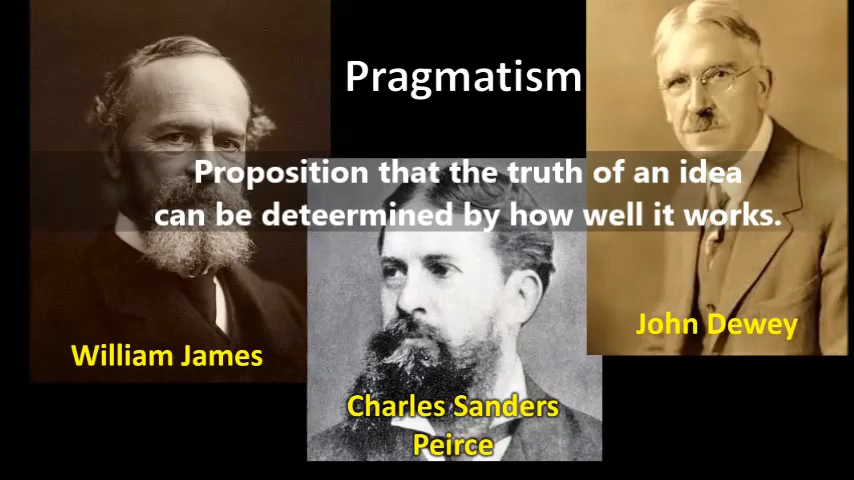 Pragmatism
Proposition that the truth of an idea
can be deteermined by how well it works.
John Dewey
William James
Charles Sanders
Peirce